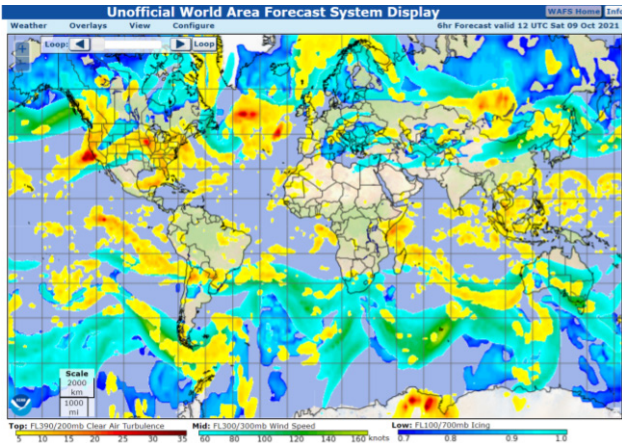 Unofficial World Area Forecast System Display
WAFS Home Info
Weather Overlays View Configure
6hr Forecast valid 12 UTC Sat 09 Oct 2021
Loop: Loop
Scale
2000
km
1000
mi
NOAA
Top: FL390/200mb Clear Air Turbulence
5 10 15 20 25 30 35
Mid: FL300/300mb Wind Speed
60 80 100 120 140 160 knots
Low: FL100/700mb Icing
0.7 0.8 0.9 1.0